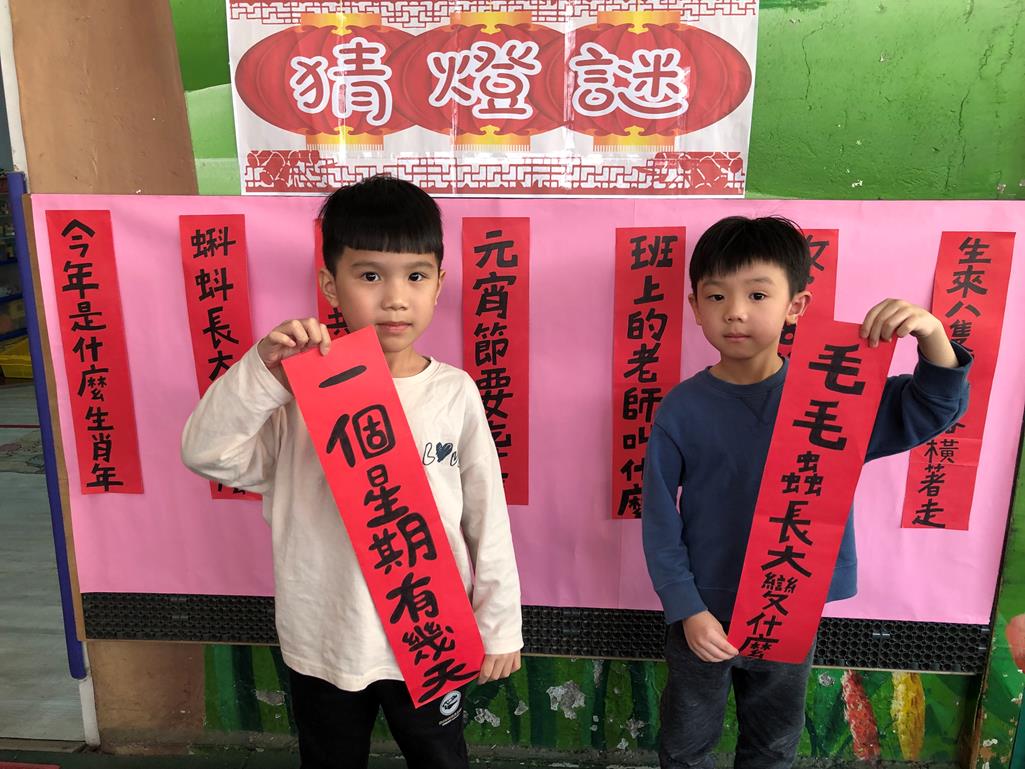 猜燈謎
今年是什麼生肖年
蝌蚪長大
元宵節要吃
班上的老師叫什麼
生來八隻
橫著走
一個星期有幾天
毛毛蟲長大變什麼